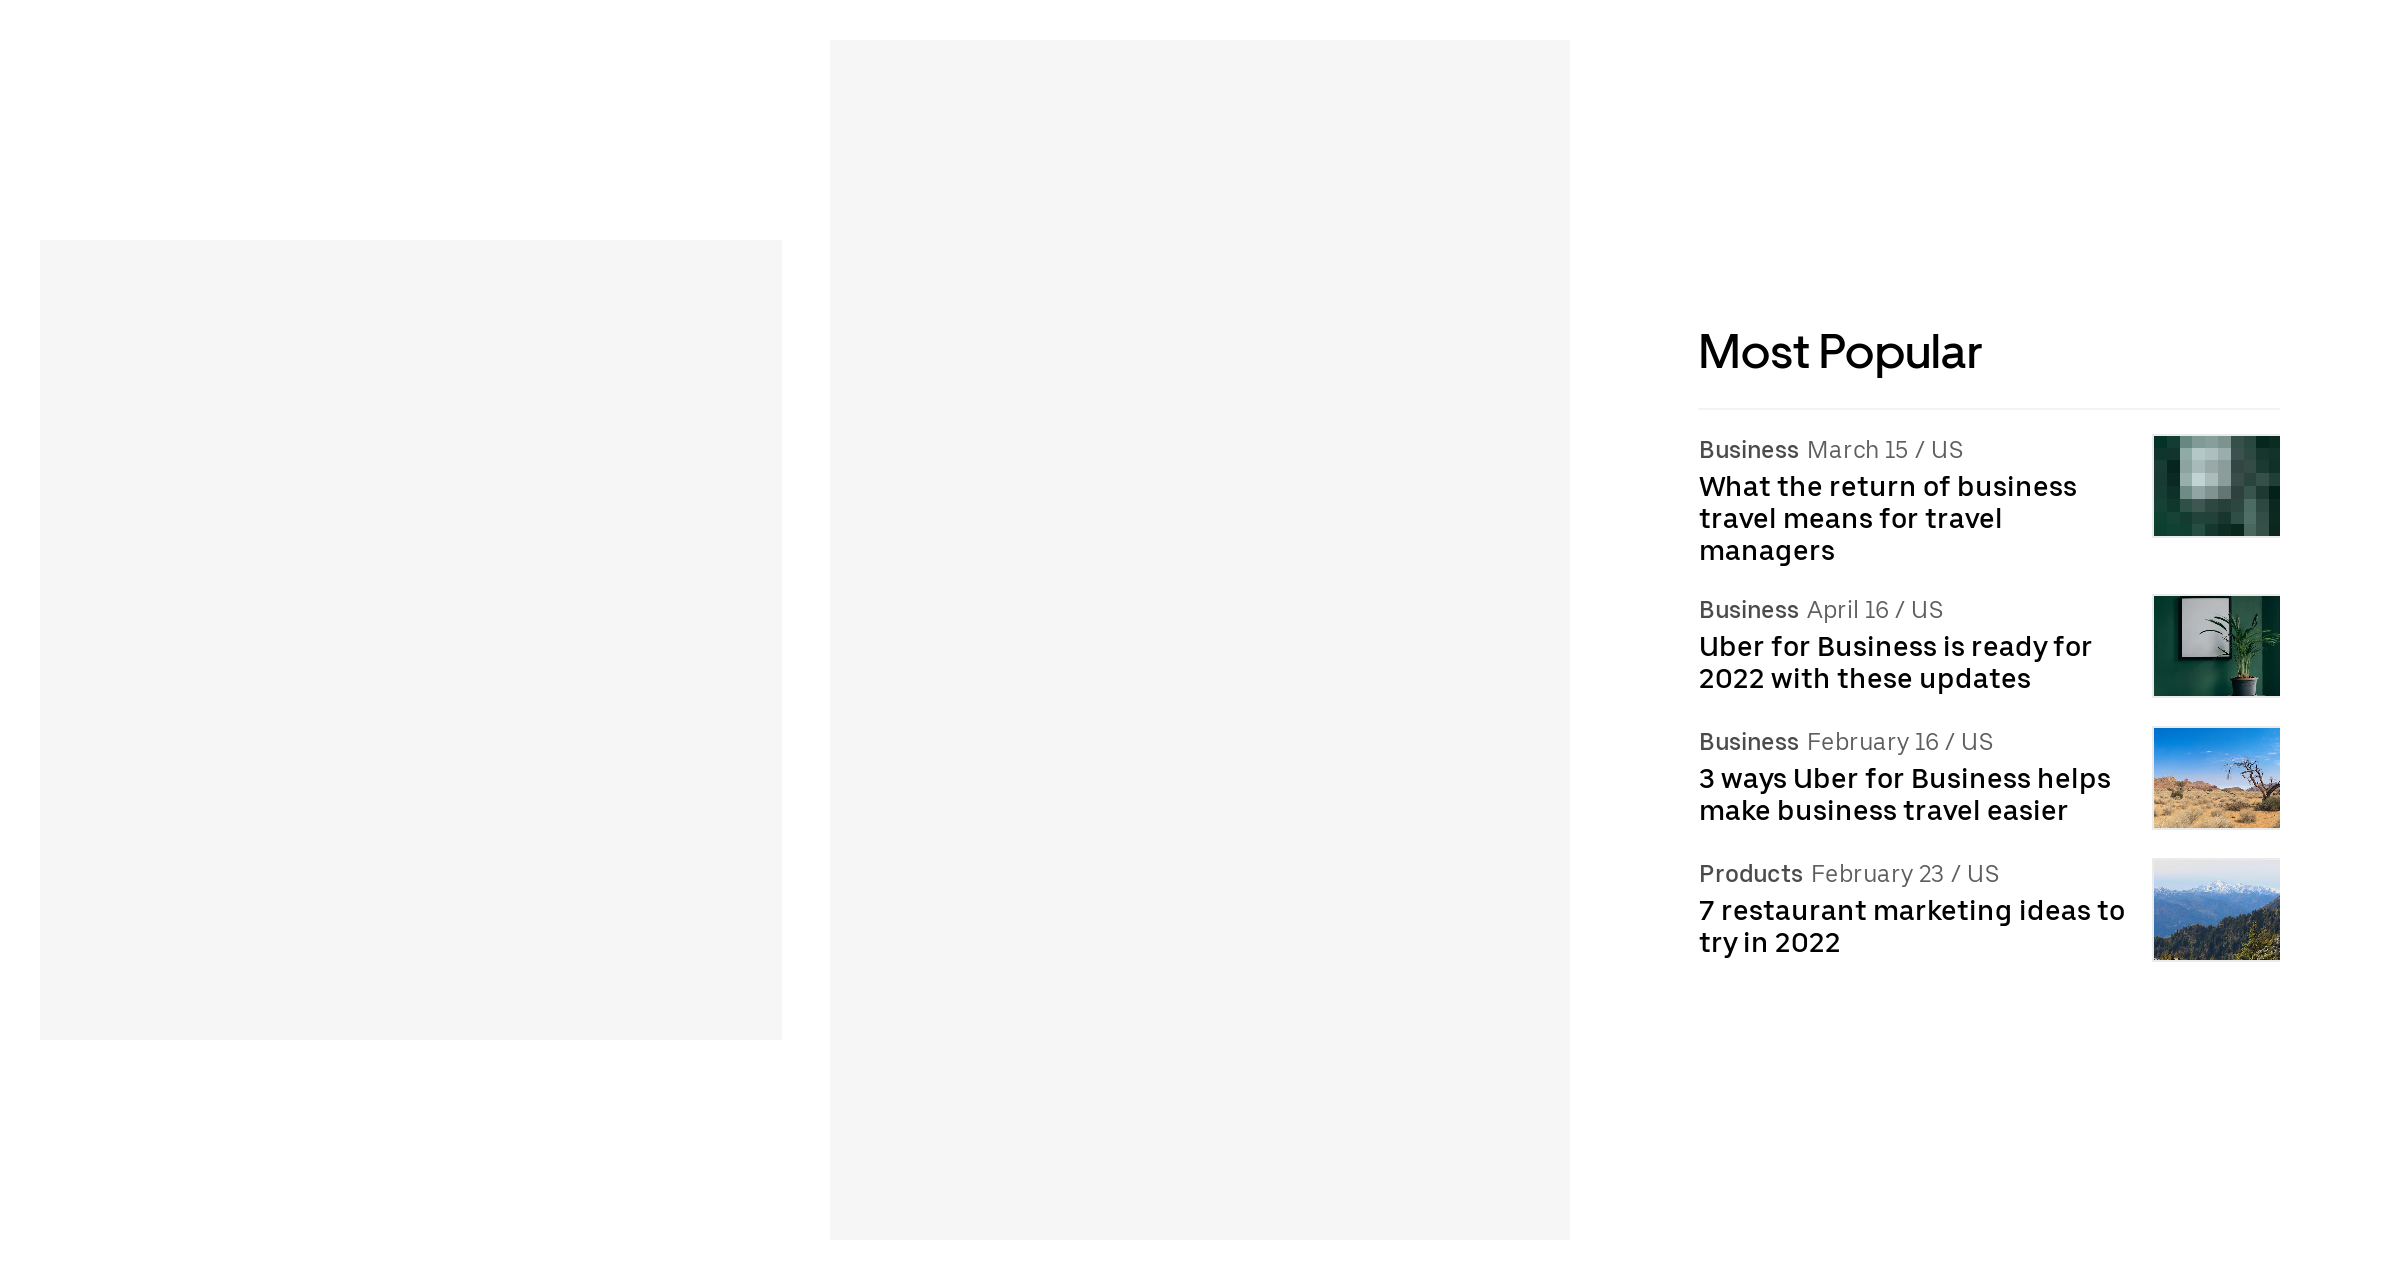 Most Popular
Business March 15 / US
What the return of business
travel means for travel
managers
Business April 16 / US
Uber for Business is ready for
2022 with these updates
Business February 16 / US
3 ways Uber for Business helps
make business travel easier
Products February 23 / US
7 restaurant marketing ideas to
try in 2022